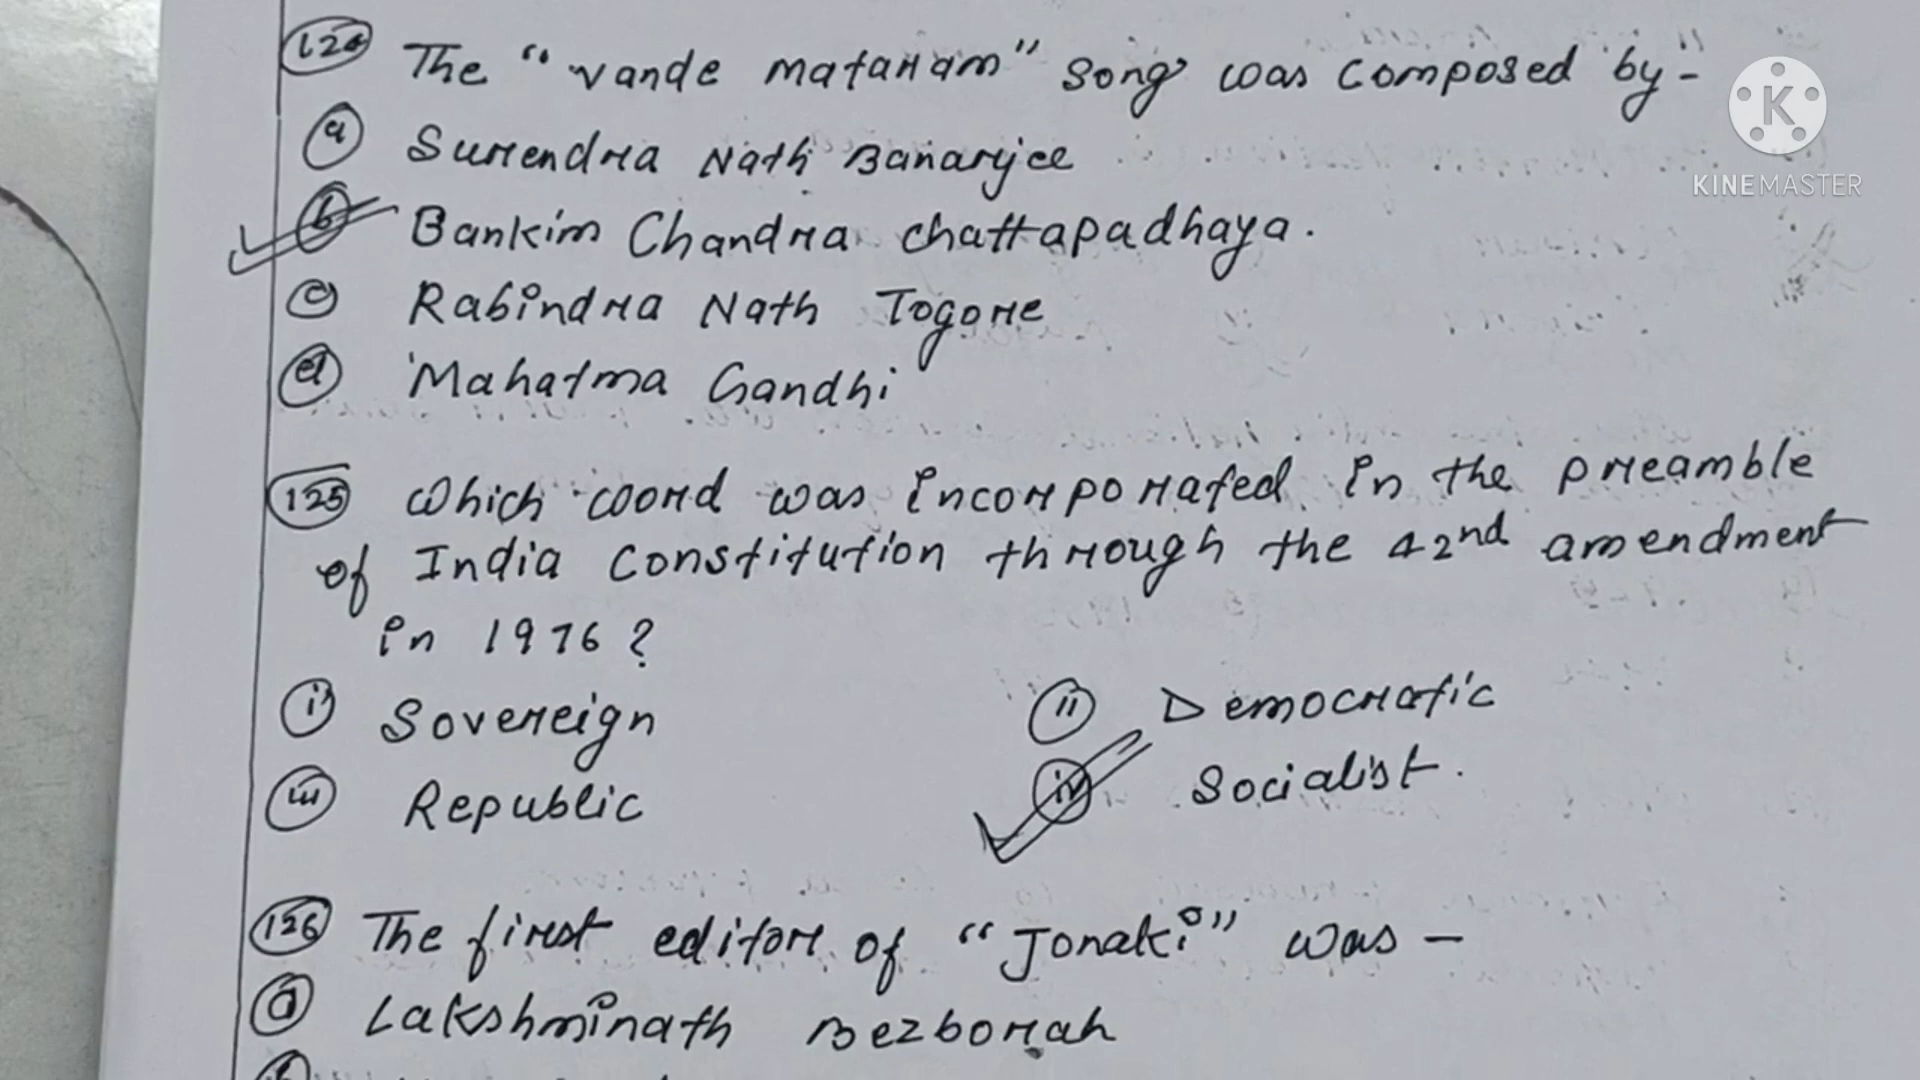 124 The "vande mataram" song was composed by-
a Surendra Nath Banarjee
b Bankim Chandra chattapadhaya.
c Rabindra Nath Togore
d Mahatma Gandhi
125 Which word was incorporated in the preamble
of India constitution through the 42nd amendment
in 1976?
i Sovereign ii Democratic
iii Republic iv Socialist.
126 The first editor of "Jonaki" was -
a Lakshminath Bezborah
K
KINEMASTER